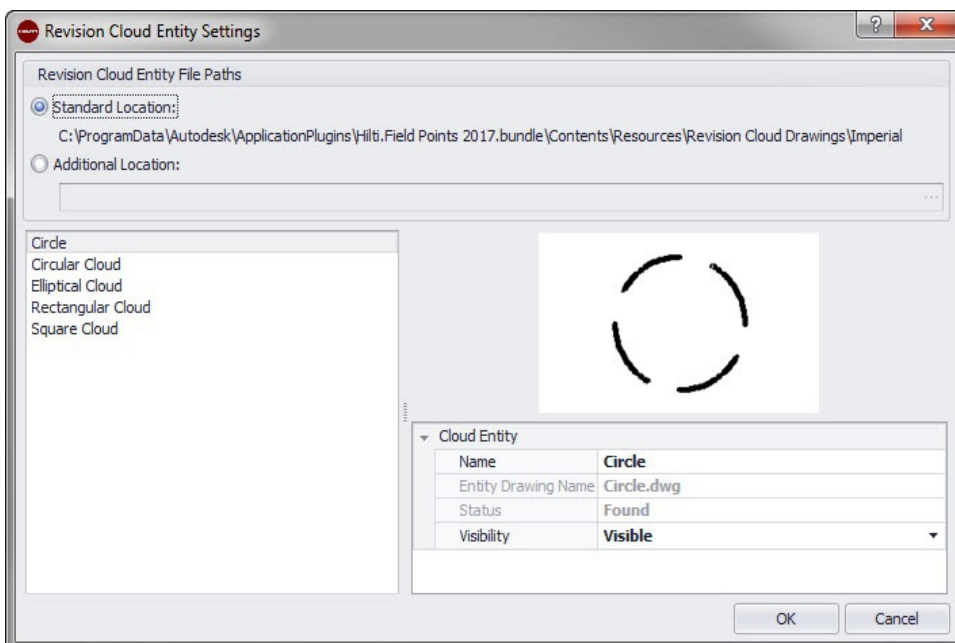 Revision Cloud Entity Settings
Revision Cloud Entity File Paths
Standard Location:
C:\ProgramData\Autodesk\ApplicationPlugins\Hilti.Field Points 2017.bundle\Contents\Resources\Revision Cloud Drawings\Imperial
Additional Location:
...
Circle
Circular Cloud
Elliptical Cloud
Rectangular Cloud
Square Cloud
Cloud Entity
Name Circle
Entity Drawing Name Circle.dwg
Status Found
Visibility Visible
OK Cancel